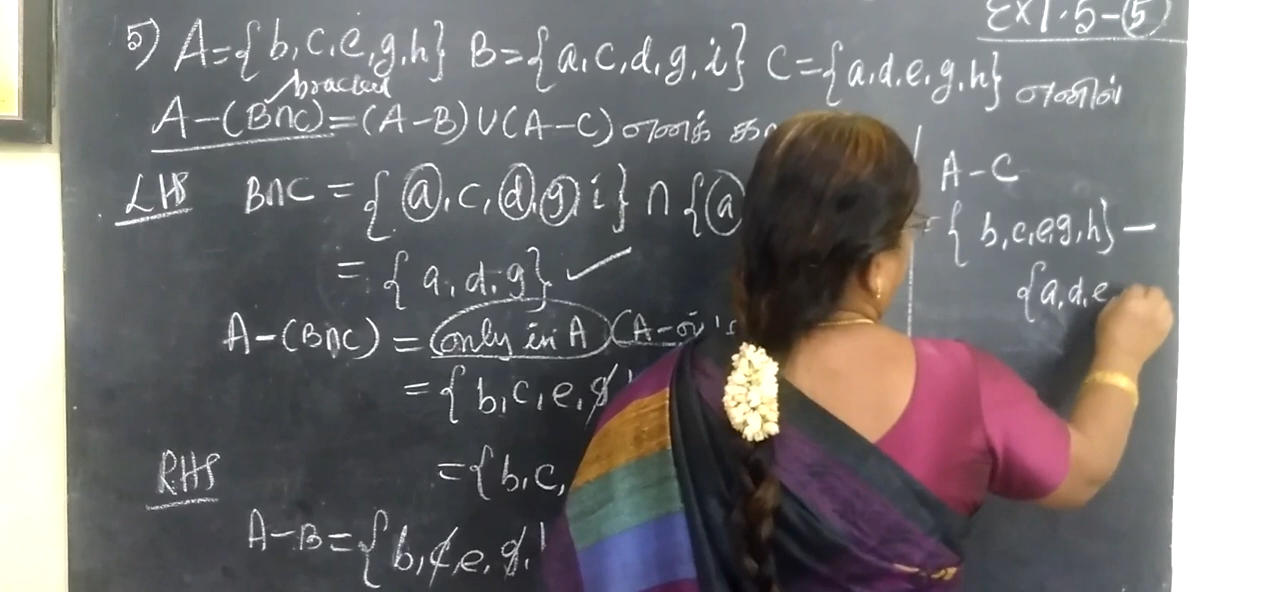 Ex 1.5-(5)
5) A={b,c,e,g,h} B={a,c,d,g,i} C={a,d,e,g,h} எனில்
bracket
A-(B∩C)=(A-B)∪(A-C) எனக்
LHS B∩C = {a,c,d,g,i} ∩ {a
= {a,d,g} ✓
A-(B∩C) = only in A (A-ல்
= {b,c,e,g
= {b,c,
RHS
A-B={b,c,e,g,
A-C
= {b,c,e,g,h} -
{a,d,e